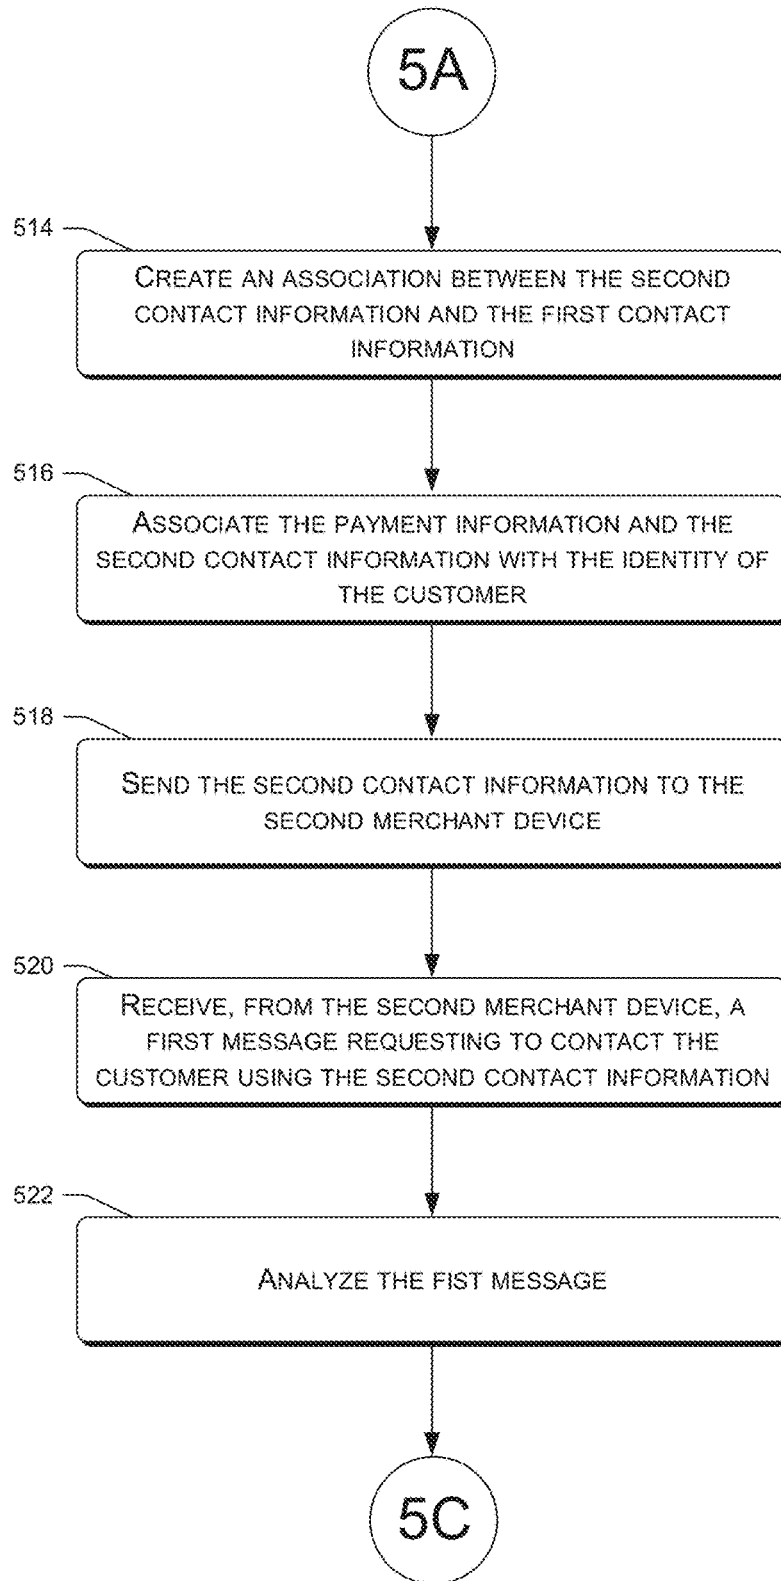 5A
514
CREATE AN ASSOCIATION BETWEEN THE SECOND
CONTACT INFORMATION AND THE FIRST CONTACT
INFORMATION
516
ASSOCIATE THE PAYMENT INFORMATION AND THE
SECOND CONTACT INFORMATION WITH THE IDENTITY OF
THE CUSTOMER
518
SEND THE SECOND CONTACT INFORMATION TO THE
SECOND MERCHANT DEVICE
520
RECEIVE, FROM THE SECOND MERCHANT DEVICE, A
FIRST MESSAGE REQUESTING TO CONTACT THE
CUSTOMER USING THE SECOND CONTACT INFORMATION
522
ANALYZE THE FIST MESSAGE
5C